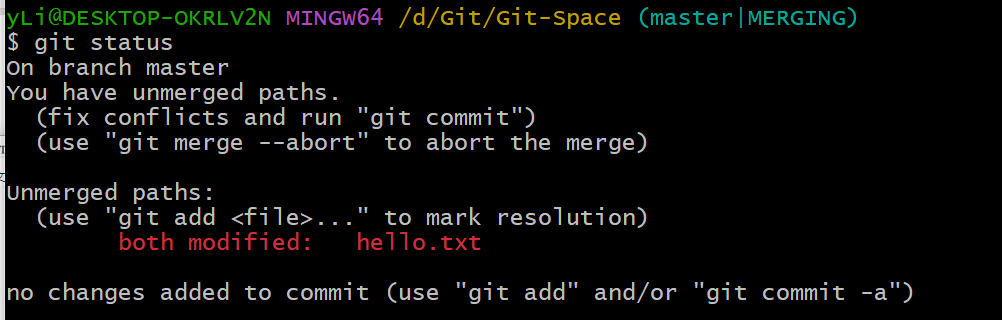 yLi@DESKTOP-OKRLV2N MINGW64 /d/Git/Git-Space (master|MERGING)
$ git status
On branch master
You have unmerged paths.
  (fix conflicts and run "git commit")
  (use "git merge --abort" to abort the merge)

Unmerged paths:
  (use "git add <file>..." to mark resolution)
        both modified:   hello.txt

no changes added to commit (use "git add" and/or "git commit -a")